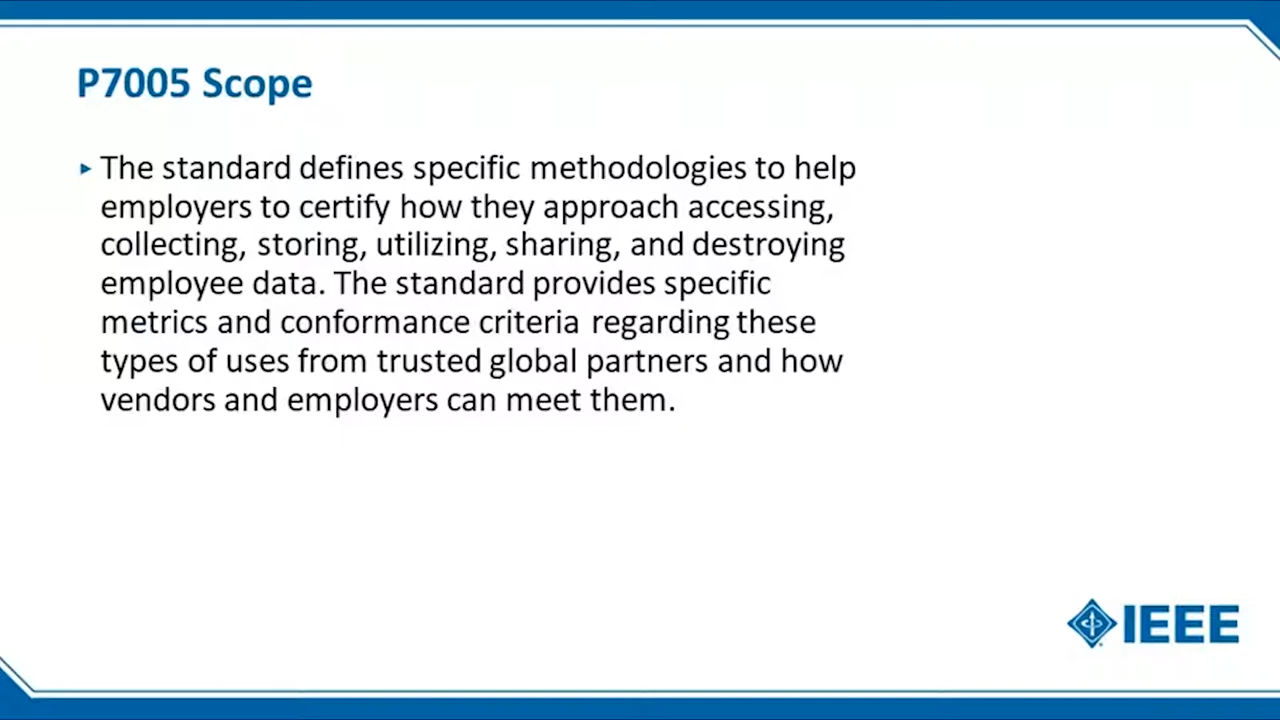 P7005 Scope
The standard defines specific methodologies to help
employers to certify how they approach accessing,
collecting, storing, utilizing, sharing, and destroying
employee data. The standard provides specific
metrics and conformance criteria regarding these
types of uses from trusted global partners and how
vendors and employers can meet them.
IEEE